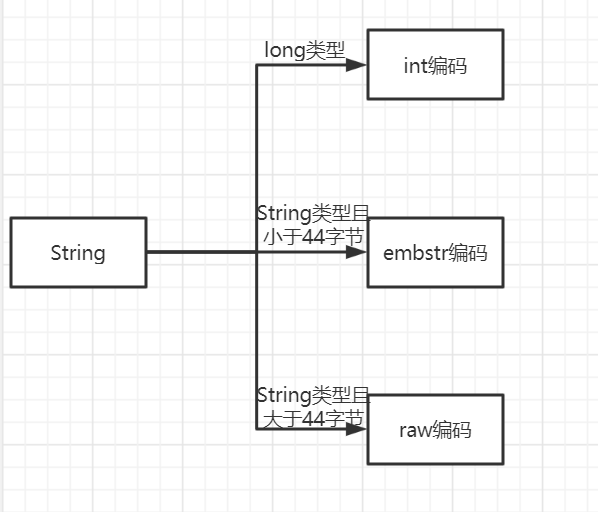 long类型
int编码
String类型且
小于44字节
String
embstr编码
String类型且
大于44字节
raw编码